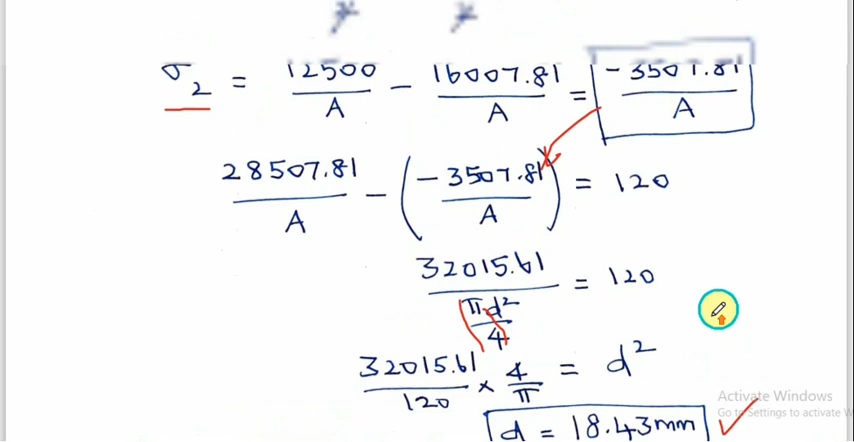 σ₂ = 12500/A − 16007.81/A = −3507.81/A
28507.81/A − (−3507.81/A) = 120
32015.61/(πd²/4) = 120
32015.61/120 × 4/π = d²
d = 18.43mm
Activate Windows
Go to Settings to activate W